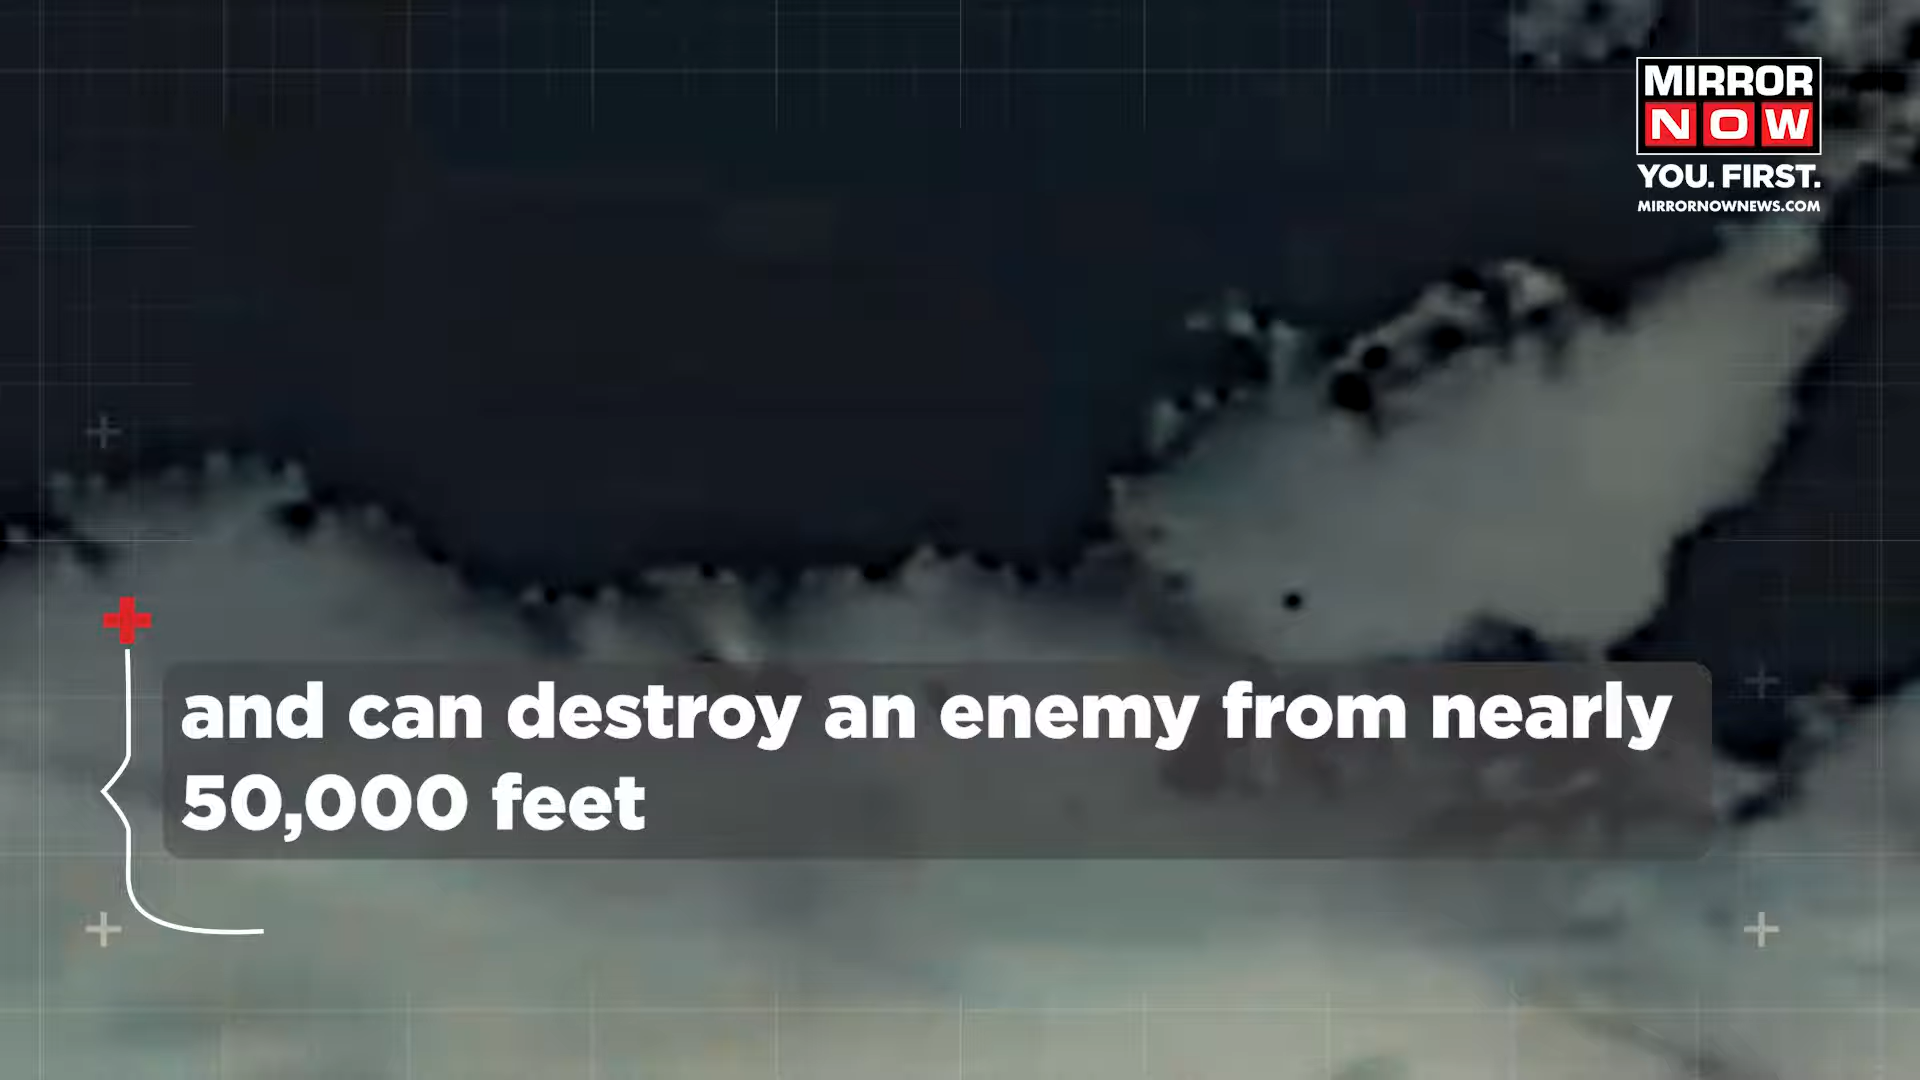 MIRROR
NOW
YOU. FIRST.
MIRRORNOWNEWS.COM
and can destroy an enemy from nearly
50,000 feet